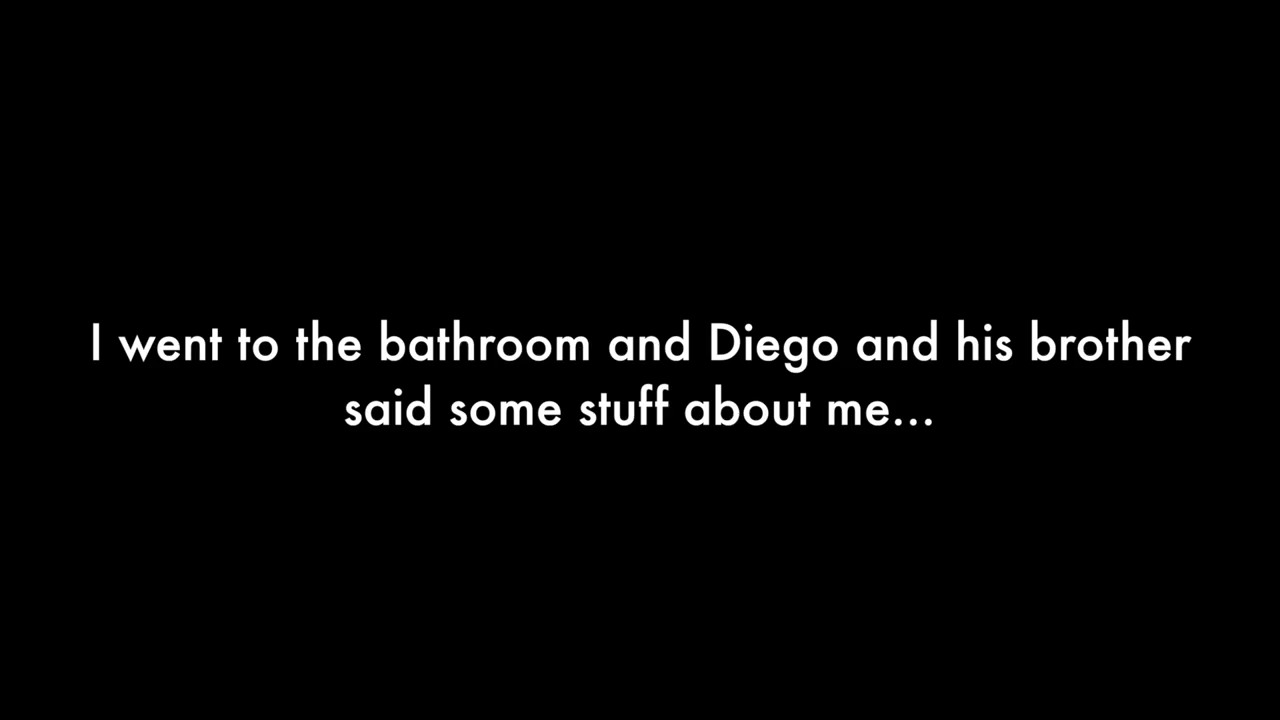 I went to the bathroom and Diego and his brother
said some stuff about me...